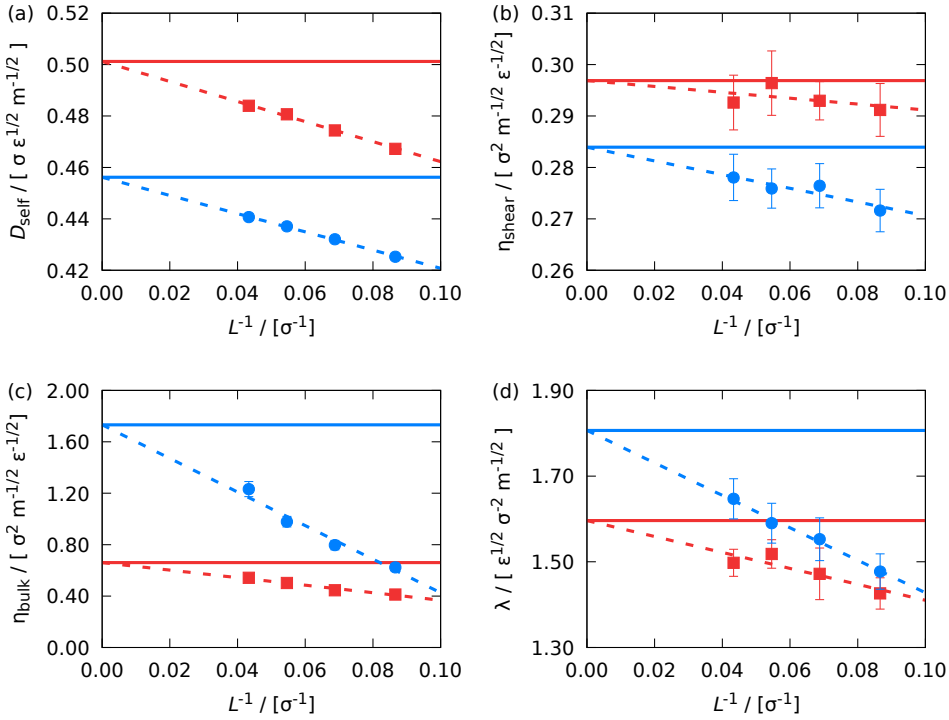 (a)
0.52
0.50
0.48
0.46
0.44
0.42
D_self / [ σ ε^1/2 m^-1/2 ]
0.00 0.02 0.04 0.06 0.08 0.10
L^-1 / [σ^-1]
(b)
0.31
0.30
0.29
0.28
0.27
0.26
η_shear / [ σ^2 m^-1/2 ε^-1/2]
0.00 0.02 0.04 0.06 0.08 0.10
L^-1 / [σ^-1]
(c)
2.00
1.60
1.20
0.80
0.40
0.00
η_bulk / [ σ^2 m^-1/2 ε^-1/2]
0.00 0.02 0.04 0.06 0.08 0.10
L^-1 / [σ^-1]
(d)
1.90
1.70
1.50
1.30
λ / [ ε^1/2 σ^-2 m^-1/2 ]
0.00 0.02 0.04 0.06 0.08 0.10
L^-1 / [σ^-1]